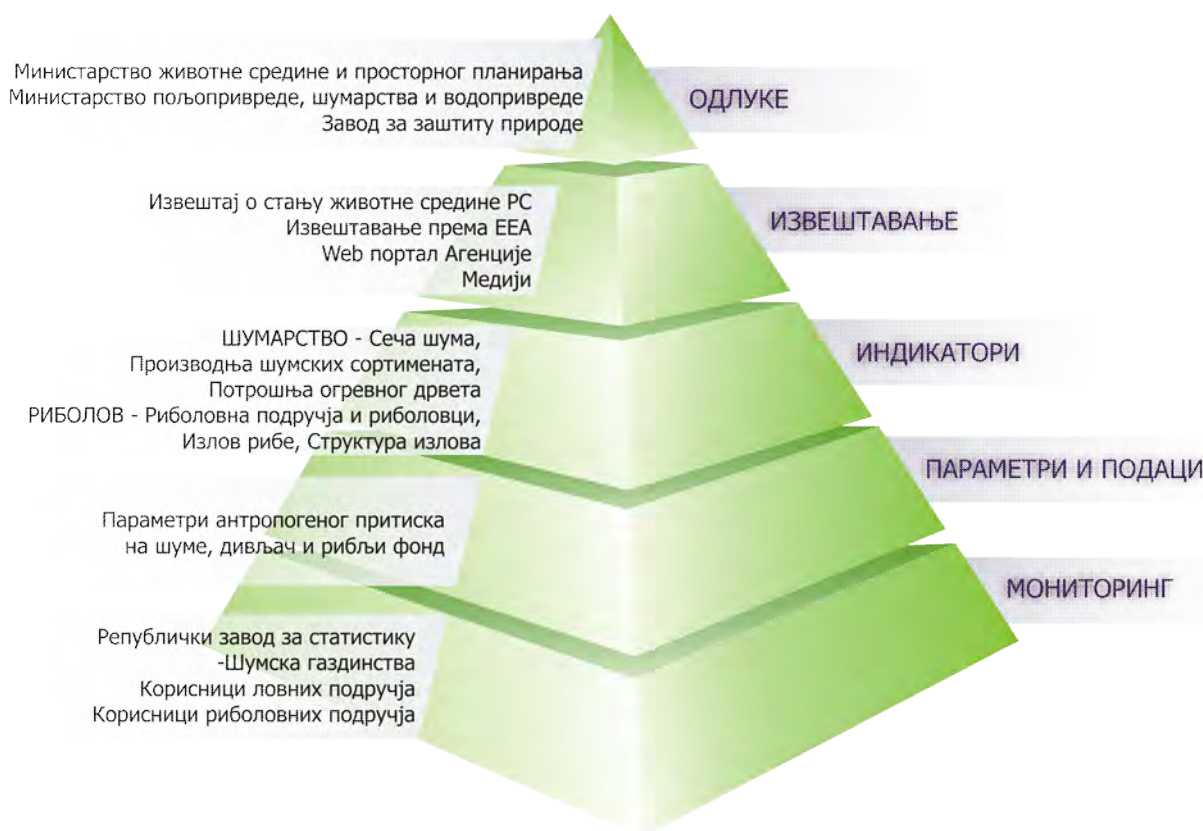 Министарство животне средине и просторног планирања
Министарство пољопривреде, шумарства и водопривреде
Завод за заштиту природе
ОДЛУКЕ
Извештај о стању животне средине РС
Извештавање према ЕЕА
Web портал Агенције
Медији
ИЗВЕШТАВАЊЕ
ШУМАРСТВО - Сеча шума,
Производња шумских сортимената,
Потрошња огревног дрвета
РИБОЛОВ - Риболовна подручја и риболовци,
Излов рибе, Структура излова
ИНДИКАТОРИ
Параметри антропогеног притиска
на шуме, дивљач и рибљи фонд
ПАРАМЕТРИ И ПОДАЦИ
Републички завод за статистику
-Шумска газдинства
Корисници ловних подручја
Корисници риболовних подручја
МОНИТОРИНГ